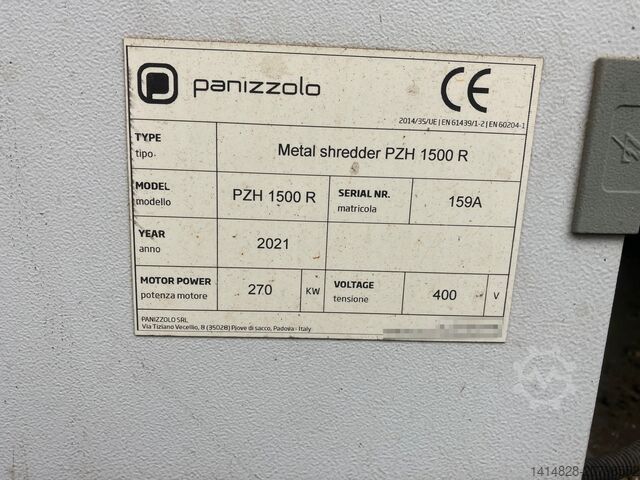 panizzolo
CE
2014/35/UE | EN 61439/1-2 | EN 60204-1
TYPE
tipo
Metal shredder PZH 1500 R
MODEL
modello
PZH 1500 R
SERIAL NR.
matricola
159A
YEAR
anno
2021
MOTOR POWER
potenza motore
270
KW
VOLTAGE
tensione
400
V
PANIZZOLO SRL
Via Tiziano Vecellio, 8 (35028) Piove di sacco, Padova - Italy